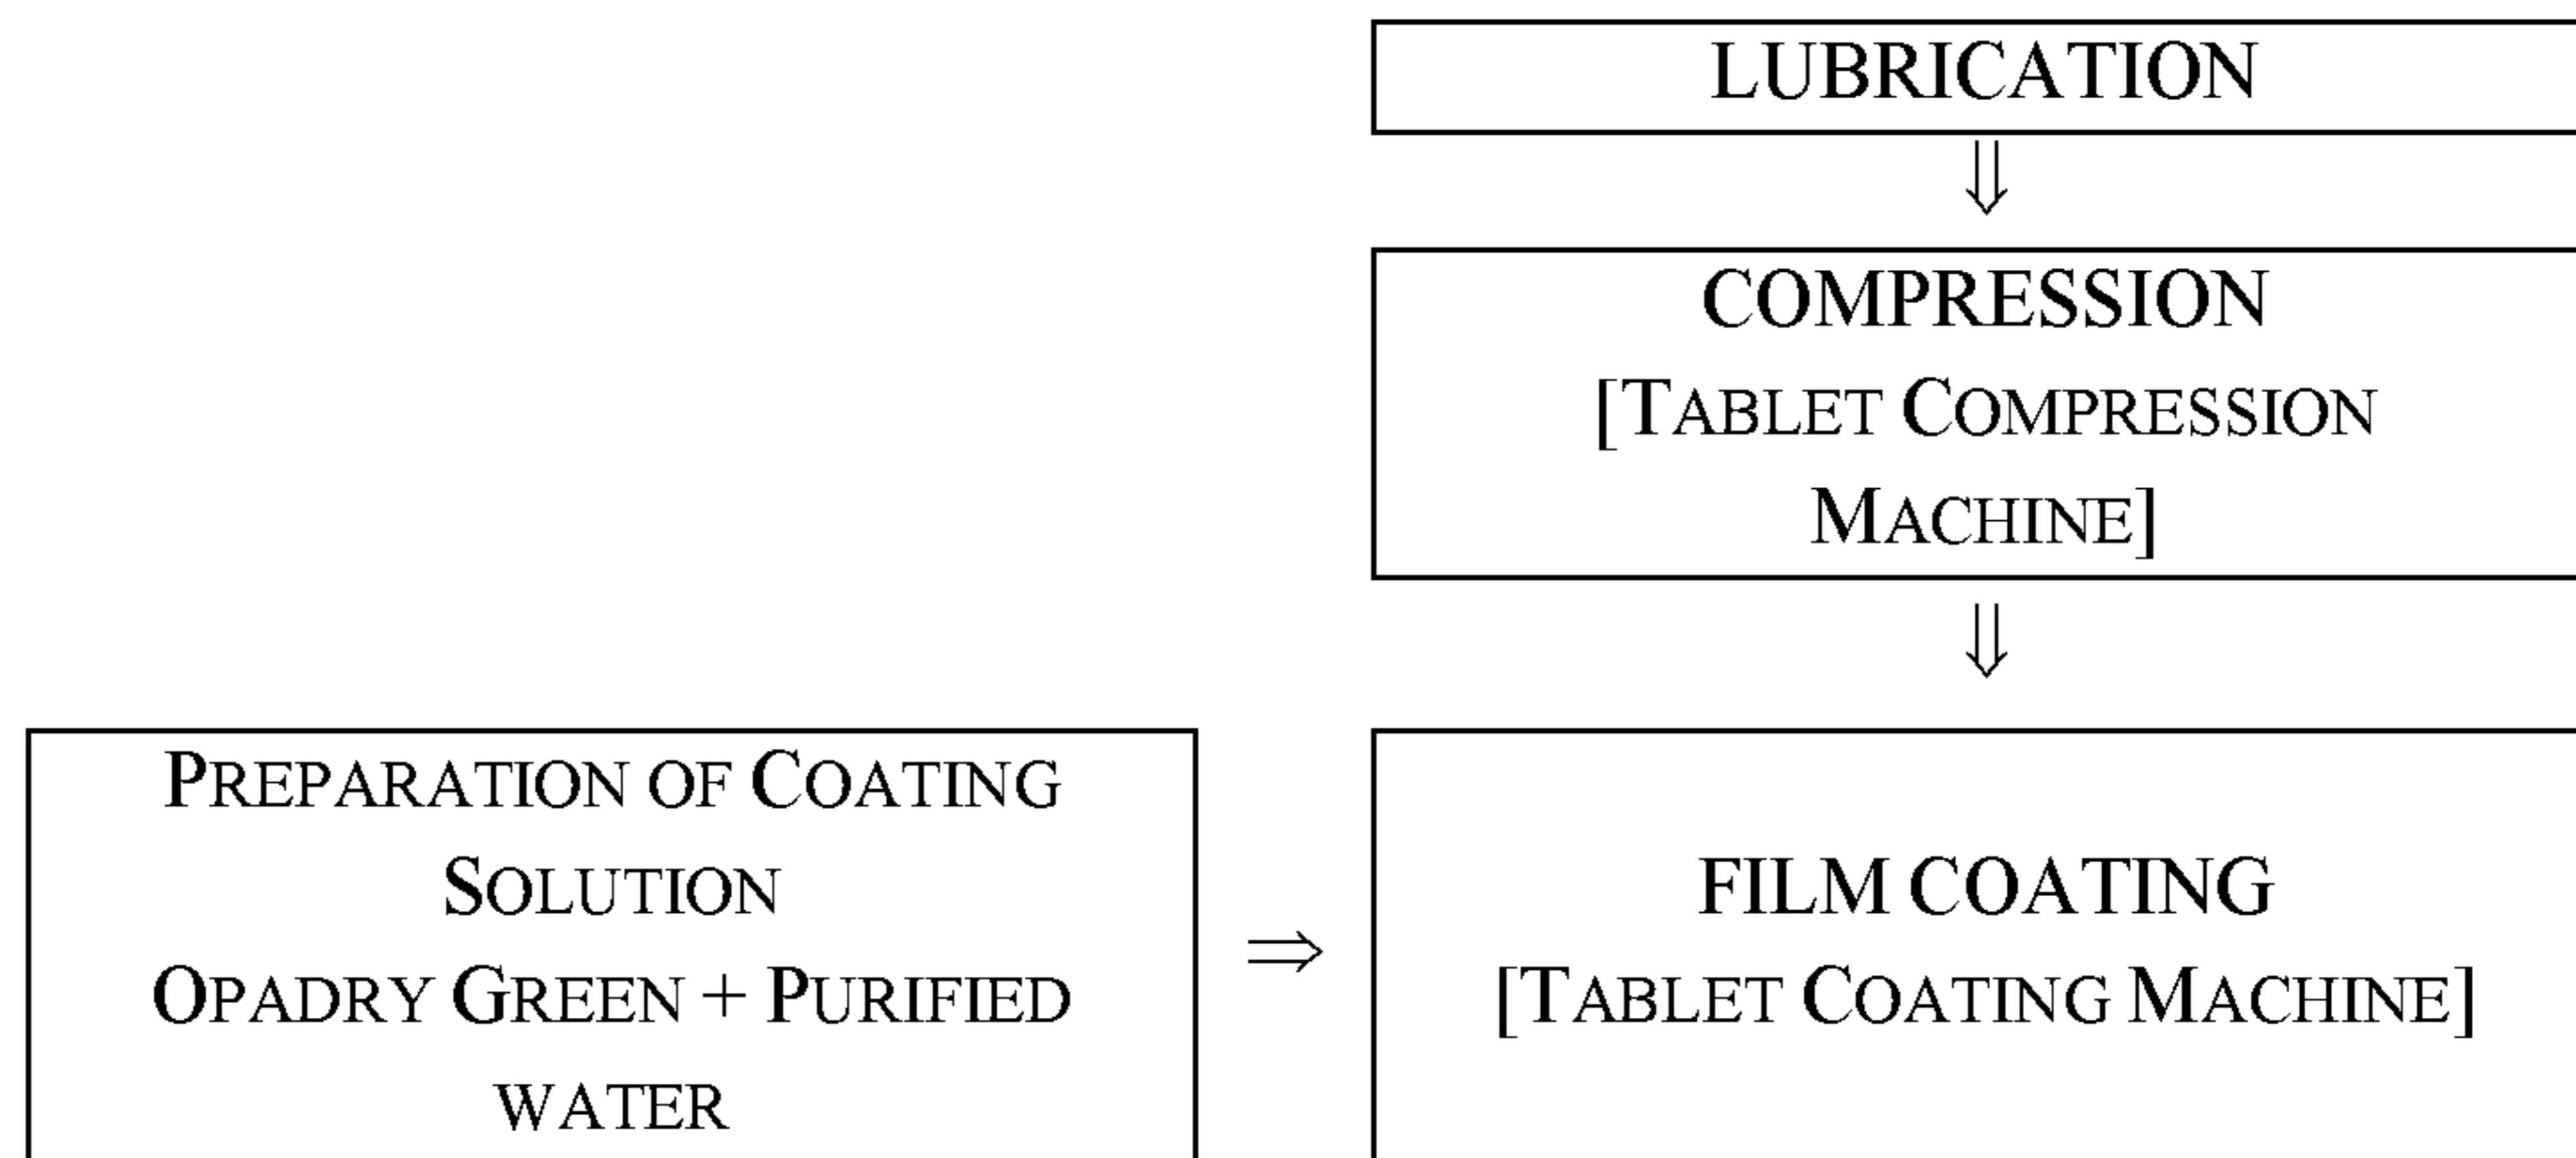 LUBRICATION
⇓
COMPRESSION
[TABLET COMPRESSION
MACHINE]
⇓
PREPARATION OF COATING
SOLUTION
OPADRY GREEN + PURIFIED
WATER
⇒
FILM COATING
[TABLET COATING MACHINE]